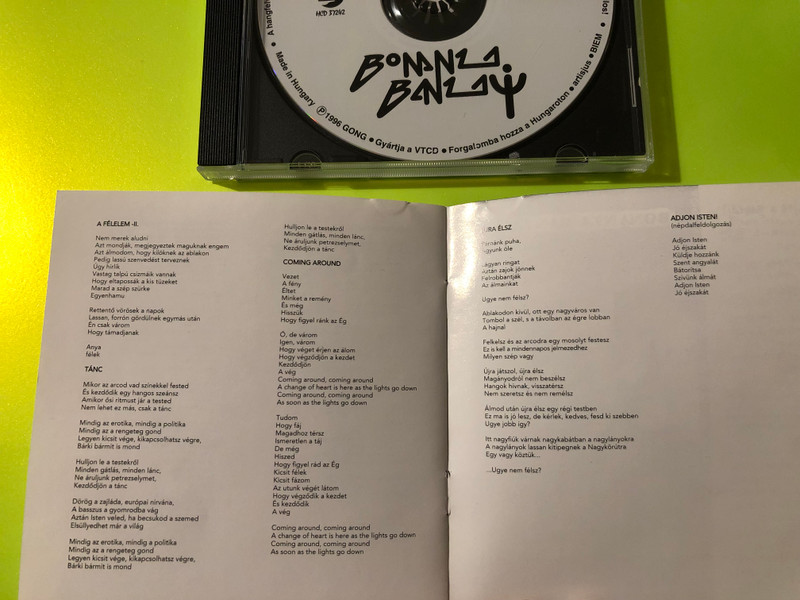 A hangfel
HCD 37262
los!
BONANZA
BANZAI
Made in Hungary ℗ 1996 GONG • Gyártja a VTCD • Forgalomba hozza a Hungaroton • artisjus • BIEM •
A FÉLELEM -II.
Nem merek aludni
Azt mondják, megjegyeztek maguknak engem
Azt álmodom, hogy kilöknek az ablakon
Pedig lassú szenvedést terveznek
Úgy hírlik
Vastag talpú csizmáik vannak
Hogy eltapossák a kis tüzeket
Marad a szép szürke
Egyenhamu
Rettentő vörösek a napok
Lassan, forrón gördülnek egymás után
Én csak várom
Hogy támadjanak
Anya
félek
TÁNC
Mikor az arcod vad színekkel fested
És kezdődik egy hangos szeánsz
Amikor ősi ritmust jár a tested
Nem lehet ez más, csak a tánc
Mindig az erotika, mindig a politika
Mindig az a rengeteg gond
Legyen kicsit vége, kikapcsolhatsz végre,
Bárki bármit is mond
Hulljon le a testekről
Minden gátlás, minden lánc,
Ne áruljunk petrezselymet,
Kezdődjön a tánc
Dörög a zajláda, európai nirvána,
A basszus a gyomrodba vág
Aztán Isten veled, ha becsukod a szemed
Elsüllyedhet már a világ
Mindig az erotika, mindig a politika
Mindig az a rengeteg gond
Legyen kicsit vége, kikapcsolhatsz végre,
Bárki bármit is mond
Hulljon le a testekről
Minden gátlás, minden lánc,
Ne áruljunk petrezselymet,
Kezdődjön a tánc
COMING AROUND
Vezet
A fény
Éltet
Minket a remény
És még
Hisszük
Hogy figyel ránk az Ég
Ó, de várom
Igen, várom
Hogy véget érjen az álom
Hogy végződjön a kezdet
Kezdődjön
A vég
Coming around, coming around
A change of heart is here as the lights go down
Coming around, coming around
As soon as the lights go down
Tudom
Hogy fáj
Magadhoz térsz
Ismeretlen a táj
De még
Hiszed
Hogy figyel rád az Ég
Kicsit félek
Kicsit fázom
Az utunk végét látom
Hogy végződik a kezdet
És kezdődik
A vég
Coming around, coming around
A change of heart is here as the lights go down
Coming around, coming around
As soon as the lights go down
ÚJRA ÉLSZ
puha,
óle
ringat
zajok jönnek
Felrobbantják
Az álmainkat
Ugye nem félsz?
Ablakodon kívül, ott egy nagyváros van
Tombol a szél, s a távolban az égre lobban
A hajnal
Felkelsz és az arcodra egy mosolyt festesz
Ez is kell a mindennapos jelmezedhez
Milyen szép vagy
Újra játszol, újra élsz
Magányodról nem beszélsz
Hangok hívnak, visszatérsz
Nem szeretsz és nem remélsz
Álmod után újra élsz egy régi testben
Ez ma is jó lesz, de kérlek, kedves, fesd ki szebben
Ugye jobb így?
Itt nagyfiúk várnak nagykabátban a nagylányokra
A nagylányok lassan kitipegnek a Nagykörútra
Egy vagy köztük...
...Ugye nem félsz?
ADJON ISTEN!
(népdalfeldolgozás)
Adjon Isten
Jó éjszakát
Küldje hozzánk
Szent angyalát
Bátorítsa
Szívünk álmát
Adjon Isten
Jó éjszakát